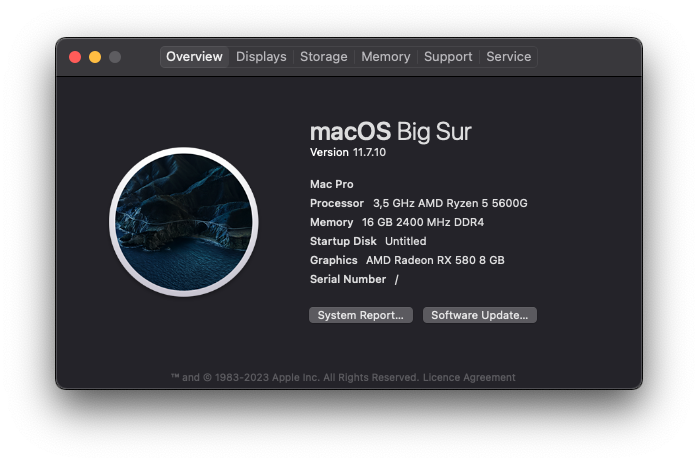 Overview Displays Storage Memory Support Service
macOS Big Sur
Version 11.7.10
Mac Pro
Processor 3,5 GHz AMD Ryzen 5 5600G
Memory 16 GB 2400 MHz DDR4
Startup Disk Untitled
Graphics AMD Radeon RX 580 8 GB
Serial Number /
System Report... Software Update...
™ and © 1983-2023 Apple Inc. All Rights Reserved. Licence Agreement